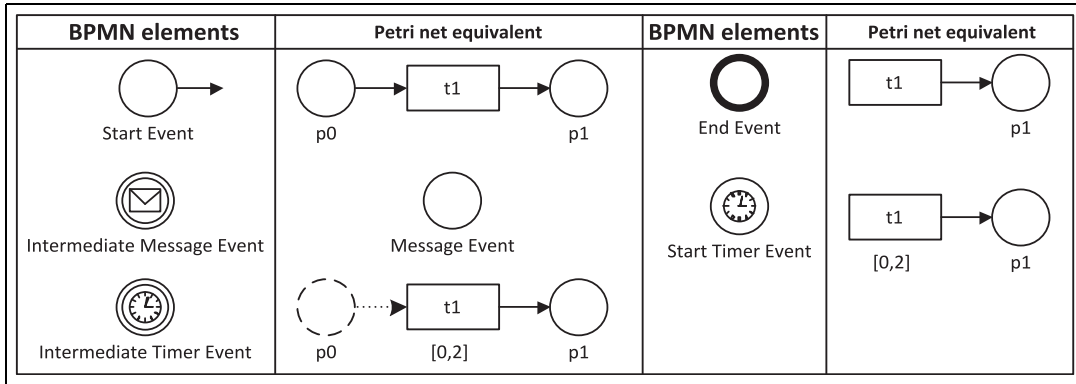 BPMN elements
Petri net equivalent
BPMN elements
Petri net equivalent
Start Event
p0
t1
p1
End Event
t1
p1
Intermediate Message Event
Message Event
Start Timer Event
t1
[0,2]
p1
Intermediate Timer Event
p0
t1
[0,2]
p1